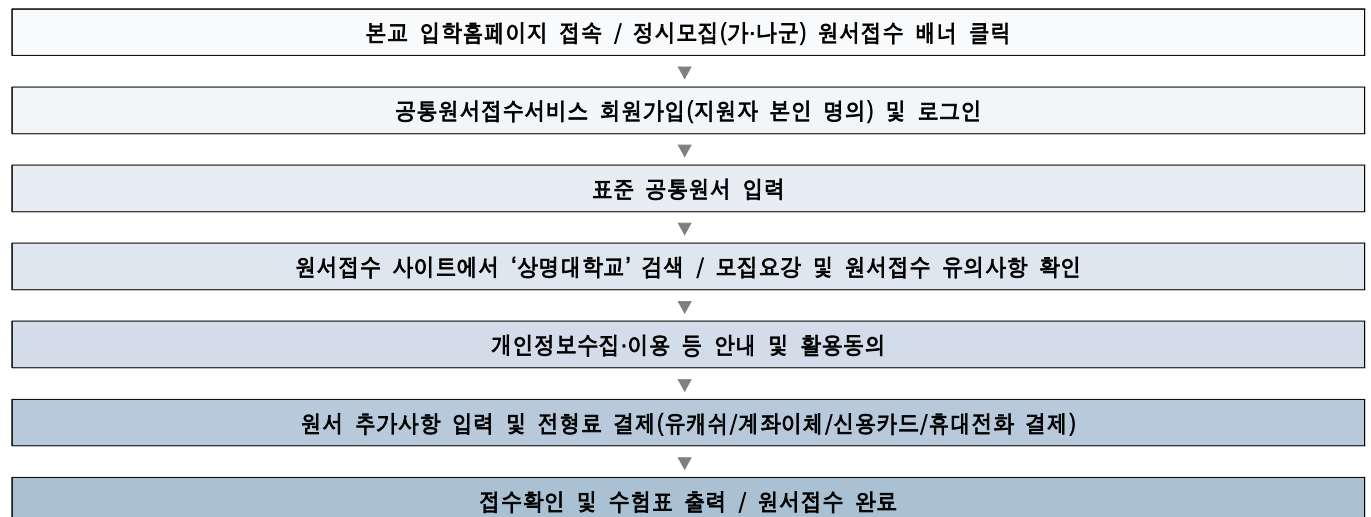 본교 입학홈페이지 접속 / 정시모집(가·나군) 원서접수 배너 클릭
공통원서접수서비스 회원가입(지원자 본인 명의) 및 로그인
표준 공통원서 입력
원서접수 사이트에서 ‘상명대학교’ 검색 / 모집요강 및 원서접수 유의사항 확인
개인정보수집·이용 등 안내 및 활용동의
원서 추가사항 입력 및 전형료 결제(유캐쉬/계좌이체/신용카드/휴대전화 결제)
접수확인 및 수험표 출력 / 원서접수 완료